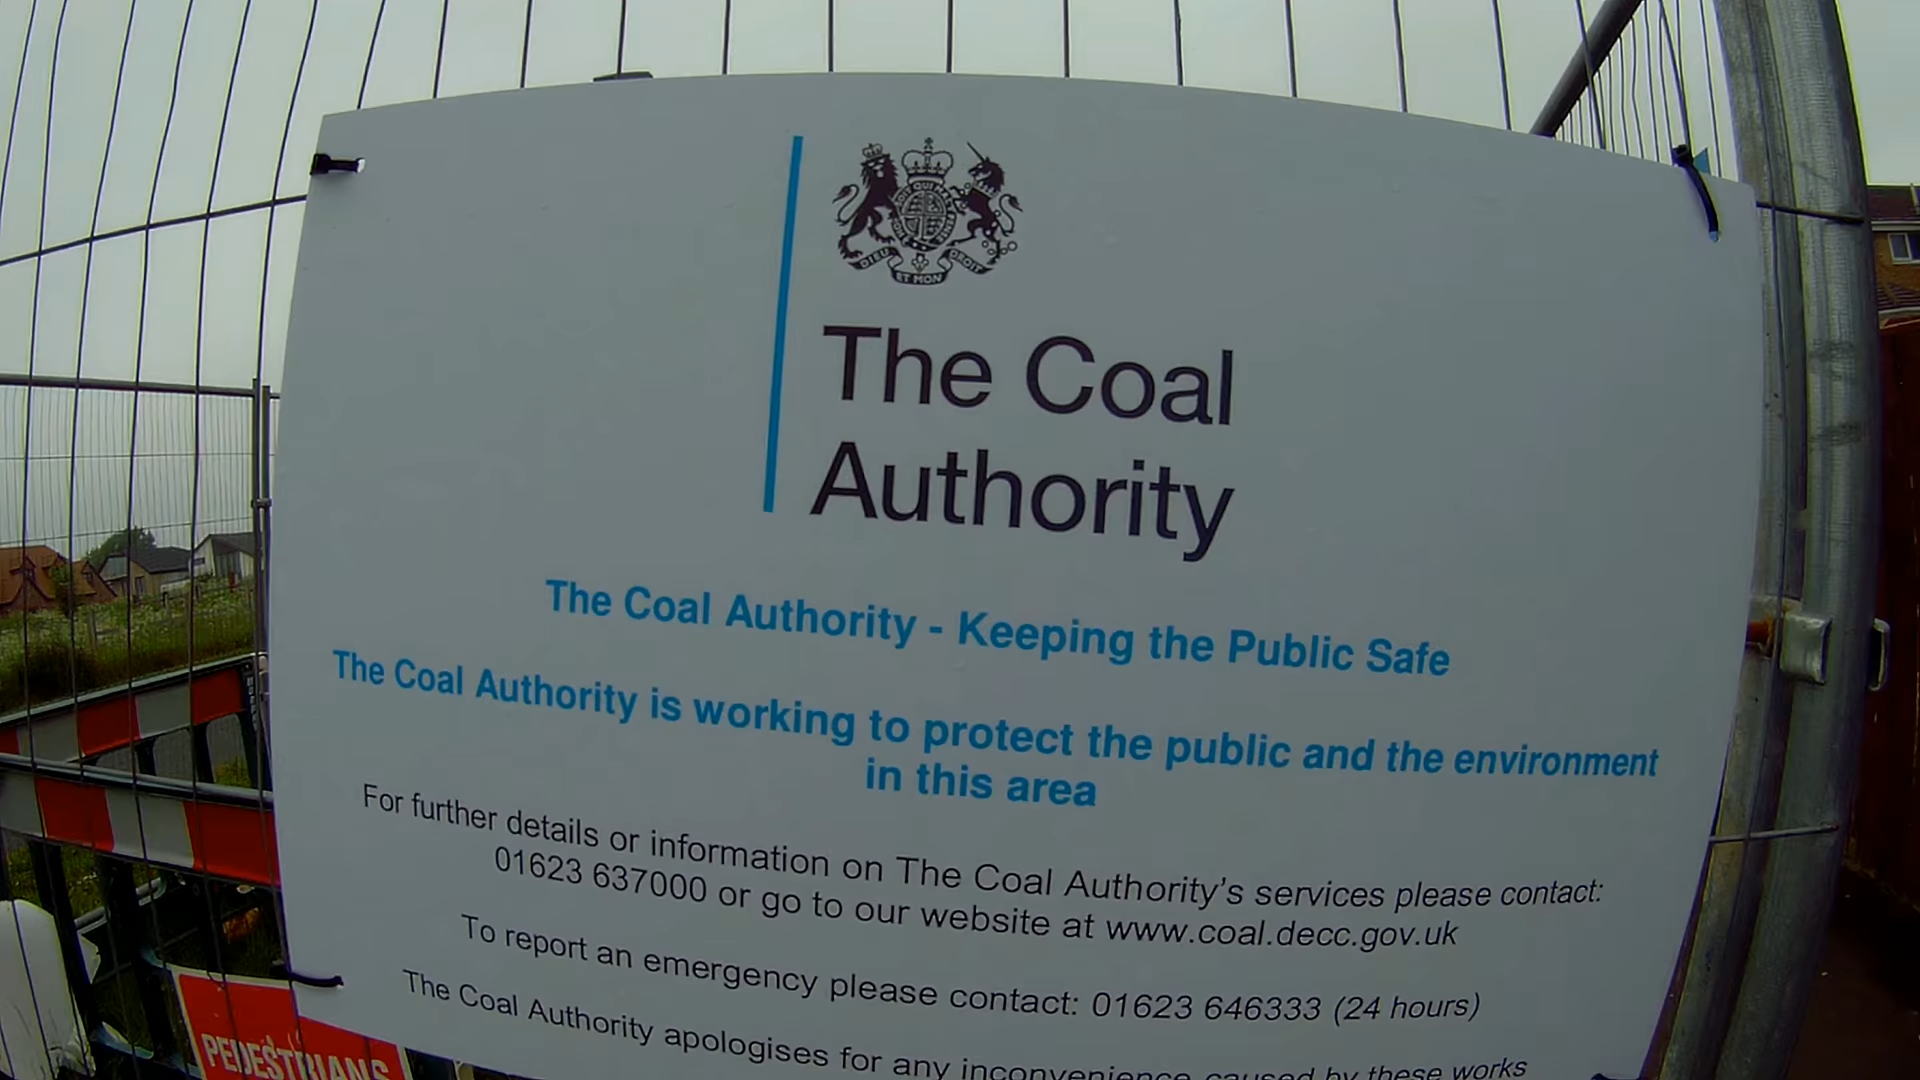 DIEU ET MON DROIT
The Coal
Authority
The Coal Authority - Keeping the Public Safe
The Coal Authority is working to protect the public and the environment
in this area
For further details or information on The Coal Authority's services please contact:
01623 637000 or go to our website at www.coal.decc.gov.uk
To report an emergency please contact: 01623 646333 (24 hours)
The Coal Authority apologises for any inconvenience caused by these works
PEDESTRIANS